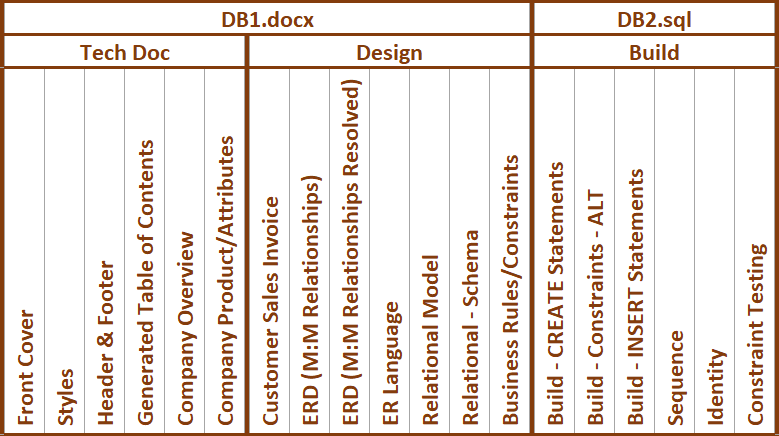 DB1.docx
DB2.sql
Tech Doc
Design
Build
Front Cover
Styles
Header & Footer
Generated Table of Contents
Company Overview
Company Product/Attributes
Customer Sales Invoice
ERD (M:M Relationships)
ERD (M:M Relationships Resolved)
ER Language
Relational Model
Relational - Schema
Business Rules/Constraints
Build - CREATE Statements
Build - Constraints - ALT
Build - INSERT Statements
Sequence
Identity
Constraint Testing